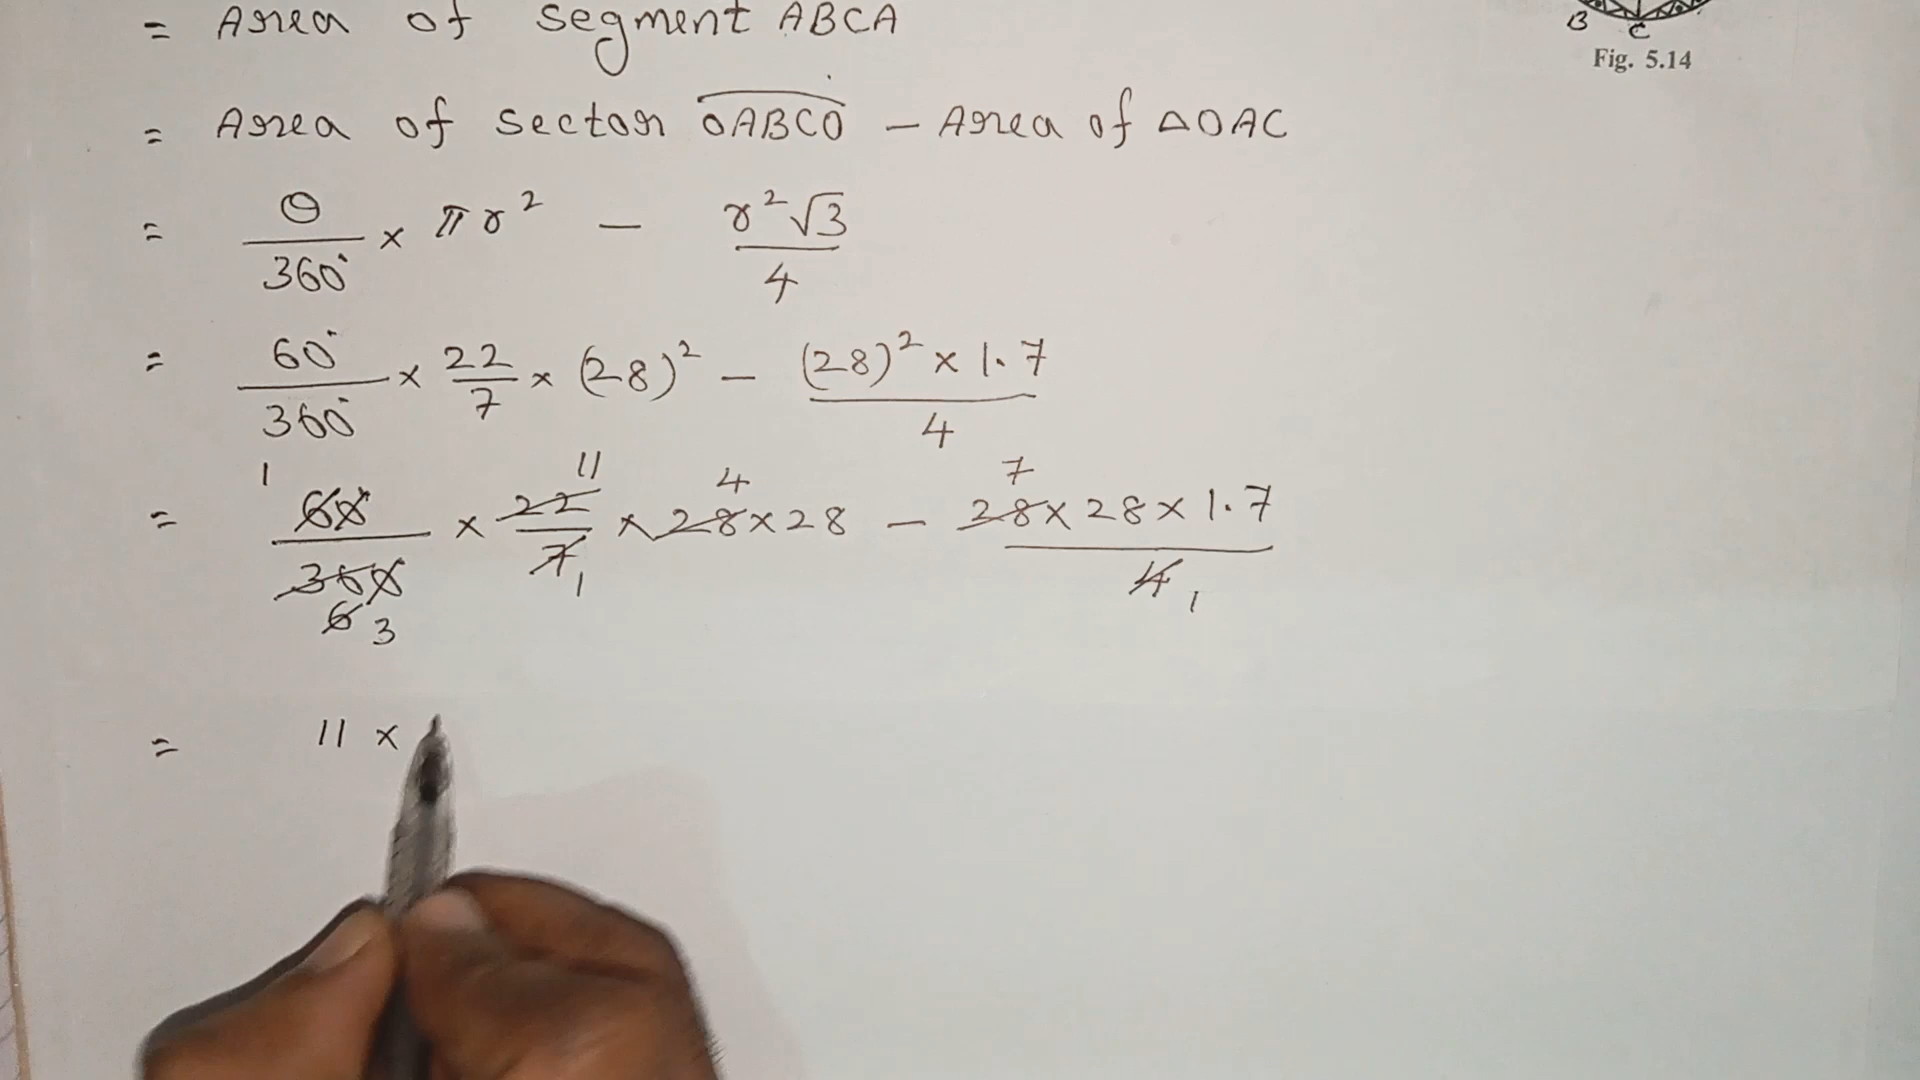 = Area of segment ABCA
B C
Fig. 5.14
= Area of sector OABCO – Area of △OAC
= θ/360° × πr² – r²√3/4
= 60°/360° × 22/7 × (28)² – (28)² × 1.7/4
1 11 4 7
= 60/360 × 22/7 × 28 × 28 – 28 × 28 × 1.7/4
1 1
6 3
= 11 ×